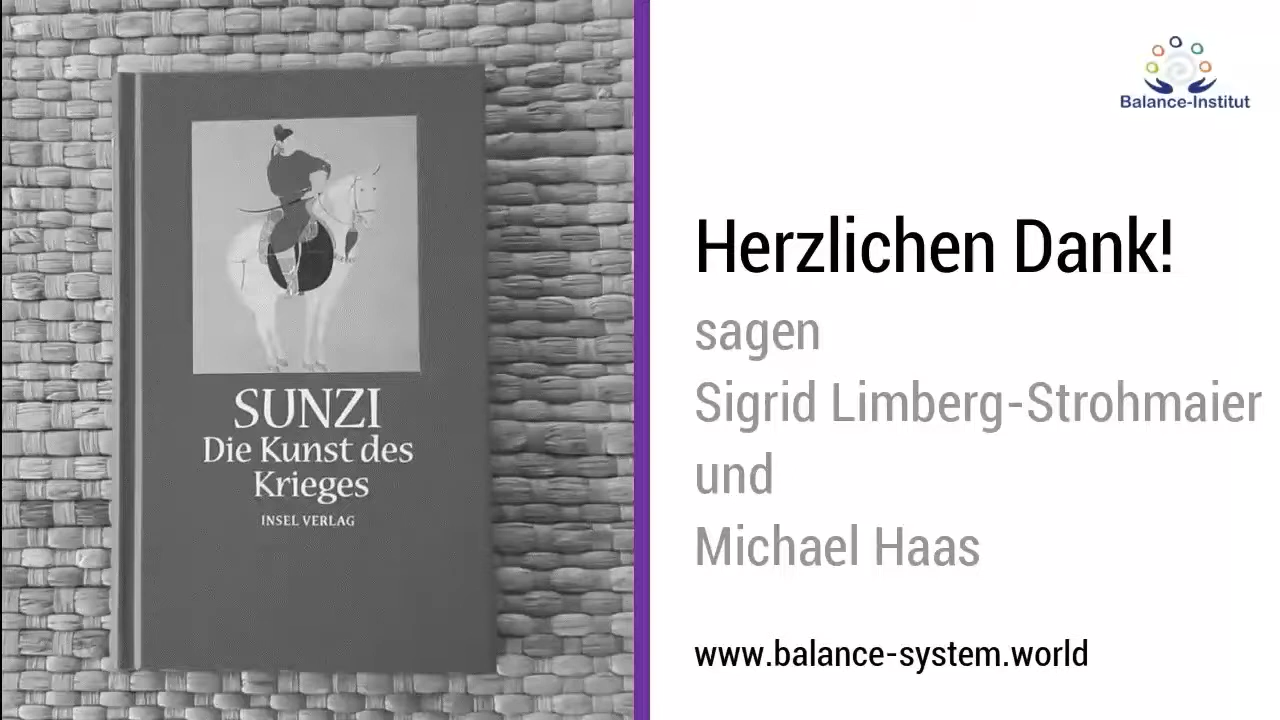 SUNZI
Die Kunst des
Krieges
INSEL VERLAG
Balance-Institut
Herzlichen Dank!
sagen
Sigrid Limberg-Strohmaier
und
Michael Haas
www.balance-system.world